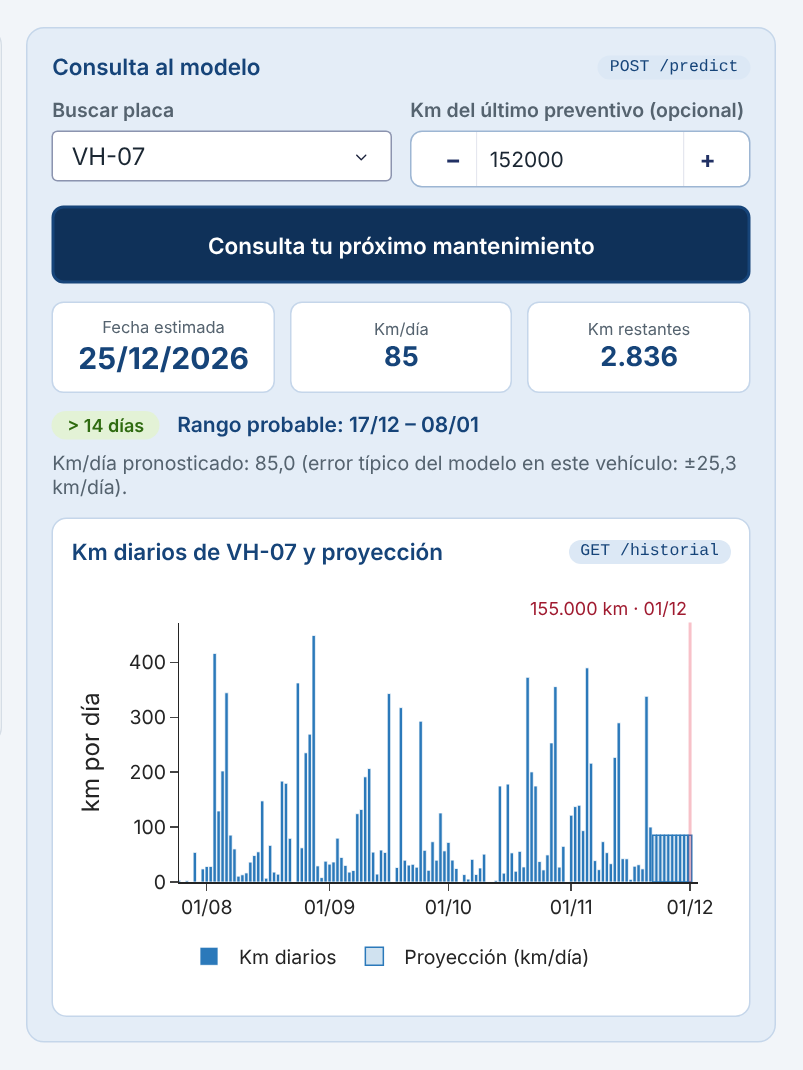 Consulta al modelo
POST /predict
Buscar placa
Km del último preventivo (opcional)
VH-07
– 152000 +
Consulta tu próximo mantenimiento
Fecha estimada
25/12/2026
Km/día
85
Km restantes
2.836
> 14 días
Rango probable: 17/12 – 08/01
Km/día pronosticado: 85,0 (error típico del modelo en este vehículo: ±25,3
km/día).
Km diarios de VH-07 y proyección
GET /historial
155.000 km · 01/12
km por día
400
300
200
100
0
01/08 01/09 01/10 01/11 01/12
Km diarios
Proyección (km/día)